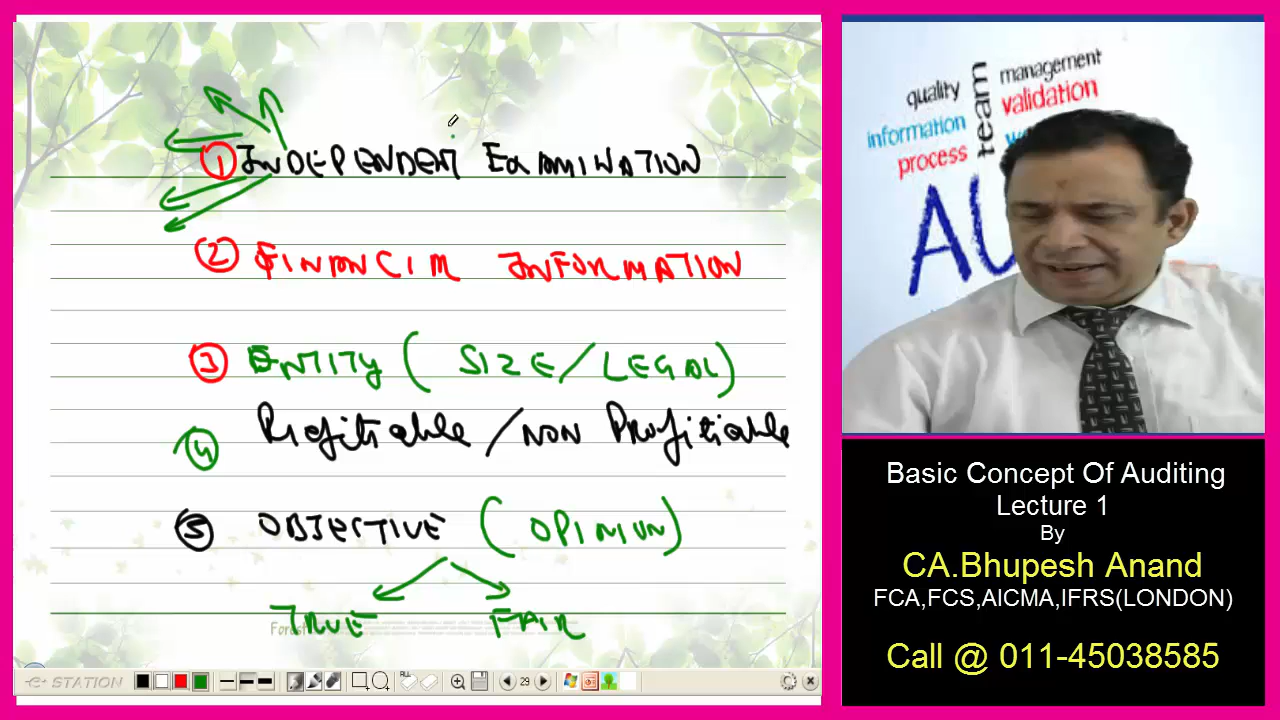 ① INDEPENDENT EXAMINATION
② FINANCIAL INFORMATION
③ ENTITY ( SIZE / LEGAL )
④ Profitiable / NON Profitiable
⑤ OBJECTIVE ( OPINION )
TRUE FAIR
STATION
29
quality
team
management
information
validation
process
AU
Basic Concept Of Auditing
Lecture 1
By
CA.Bhupesh Anand
FCA,FCS,AICMA,IFRS(LONDON)
Call @ 011-45038585